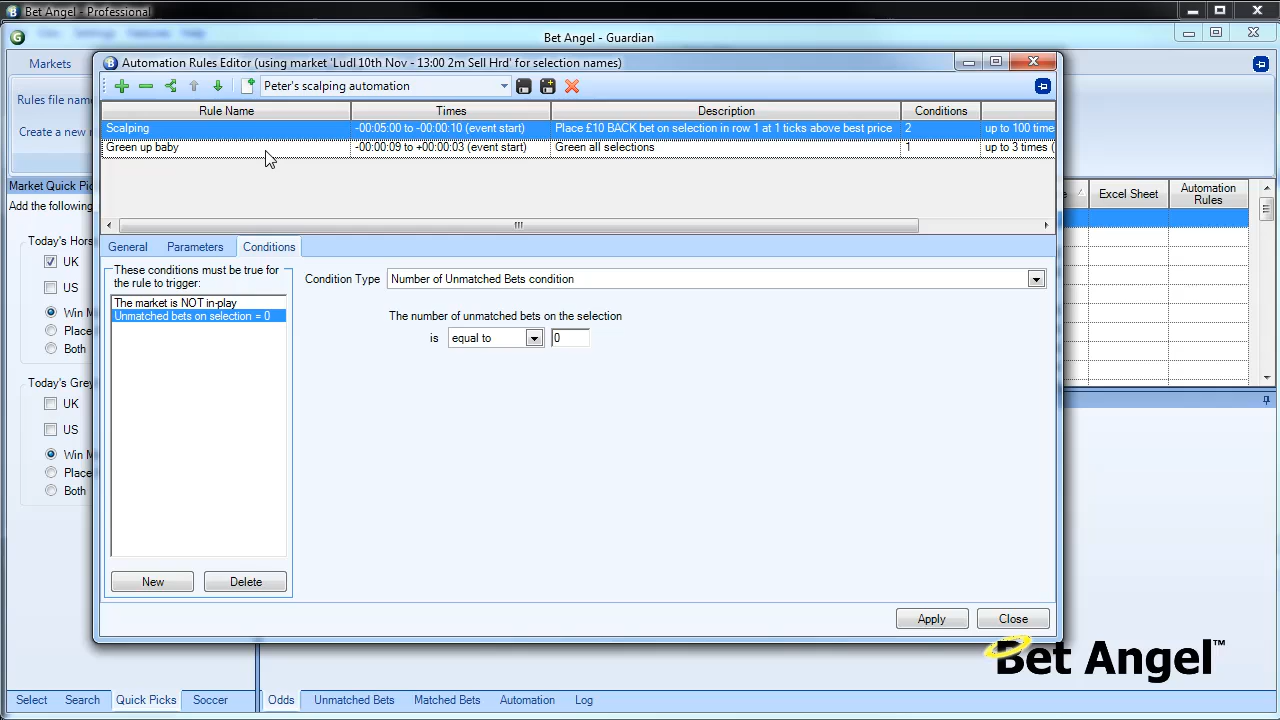 Bet Angel - Professional
Bet Angel - Guardian
Markets
Automation Rules Editor (using market 'Ludl 10th Nov - 13:00 2m Sell Hrd' for selection names)
Rules file name
Peter's scalping automation
Rule Name Times Description Conditions
Scalping -00:05:00 to -00:00:10 (event start) Place £10 BACK bet on selection in row 1 at 1 ticks above best price 2 up to 100 time
Green up baby -00:00:09 to +00:00:03 (event start) Green all selections 1 up to 3 times (
Create a new
Market Quick Pic
Add the following
Excel Sheet Automation Rules
Today's Hors
UK
US
Win M
Place
Both
General Parameters Conditions
These conditions must be true for
the rule to trigger:
The market is NOT in-play
Unmatched bets on selection = 0
Condition Type Number of Unmatched Bets condition
The number of unmatched bets on the selection
is equal to 0
Today's Grey
UK
US
Win M
Place
Both
New Delete
Apply Close
Bet Angel™
Select Search Quick Picks Soccer Odds Unmatched Bets Matched Bets Automation Log